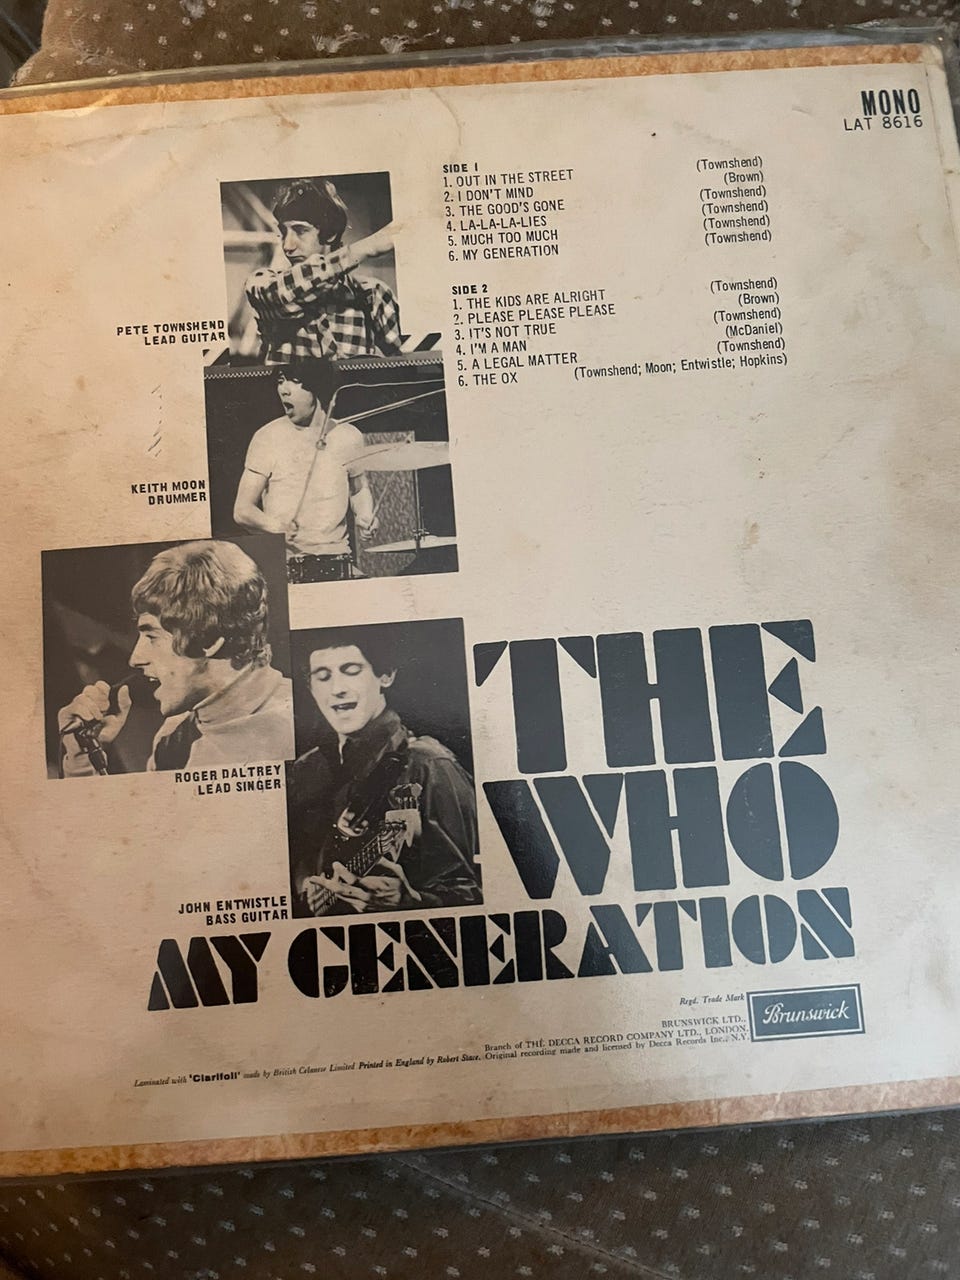 MONO
LAT 8616
SIDE 1
1. OUT IN THE STREET (Townshend)
2. I DON'T MIND (Brown)
3. THE GOOD'S GONE (Townshend)
4. LA-LA-LA-LIES (Townshend)
5. MUCH TOO MUCH (Townshend)
6. MY GENERATION (Townshend)
SIDE 2
1. THE KIDS ARE ALRIGHT (Townshend)
2. PLEASE PLEASE PLEASE (Brown)
3. IT'S NOT TRUE (Townshend)
4. I'M A MAN (McDaniel)
5. A LEGAL MATTER (Townshend)
6. THE OX (Townshend; Moon; Entwistle; Hopkins)
PETE TOWNSHEND
LEAD GUITAR
KEITH MOON
DRUMMER
ROGER DALTREY
LEAD SINGER
JOHN ENTWISTLE
BASS GUITAR
THE
WHO
MY GENERATION
Regd. Trade Mark
Brunswick
BRUNSWICK LTD.,
Branch of THE DECCA RECORD COMPANY LTD., LONDON.
Original recording made and licensed by Decca Records Inc., N.Y.
Laminated with 'Clarifoil' made by British Celanese Limited Printed in England by Robert Stace.